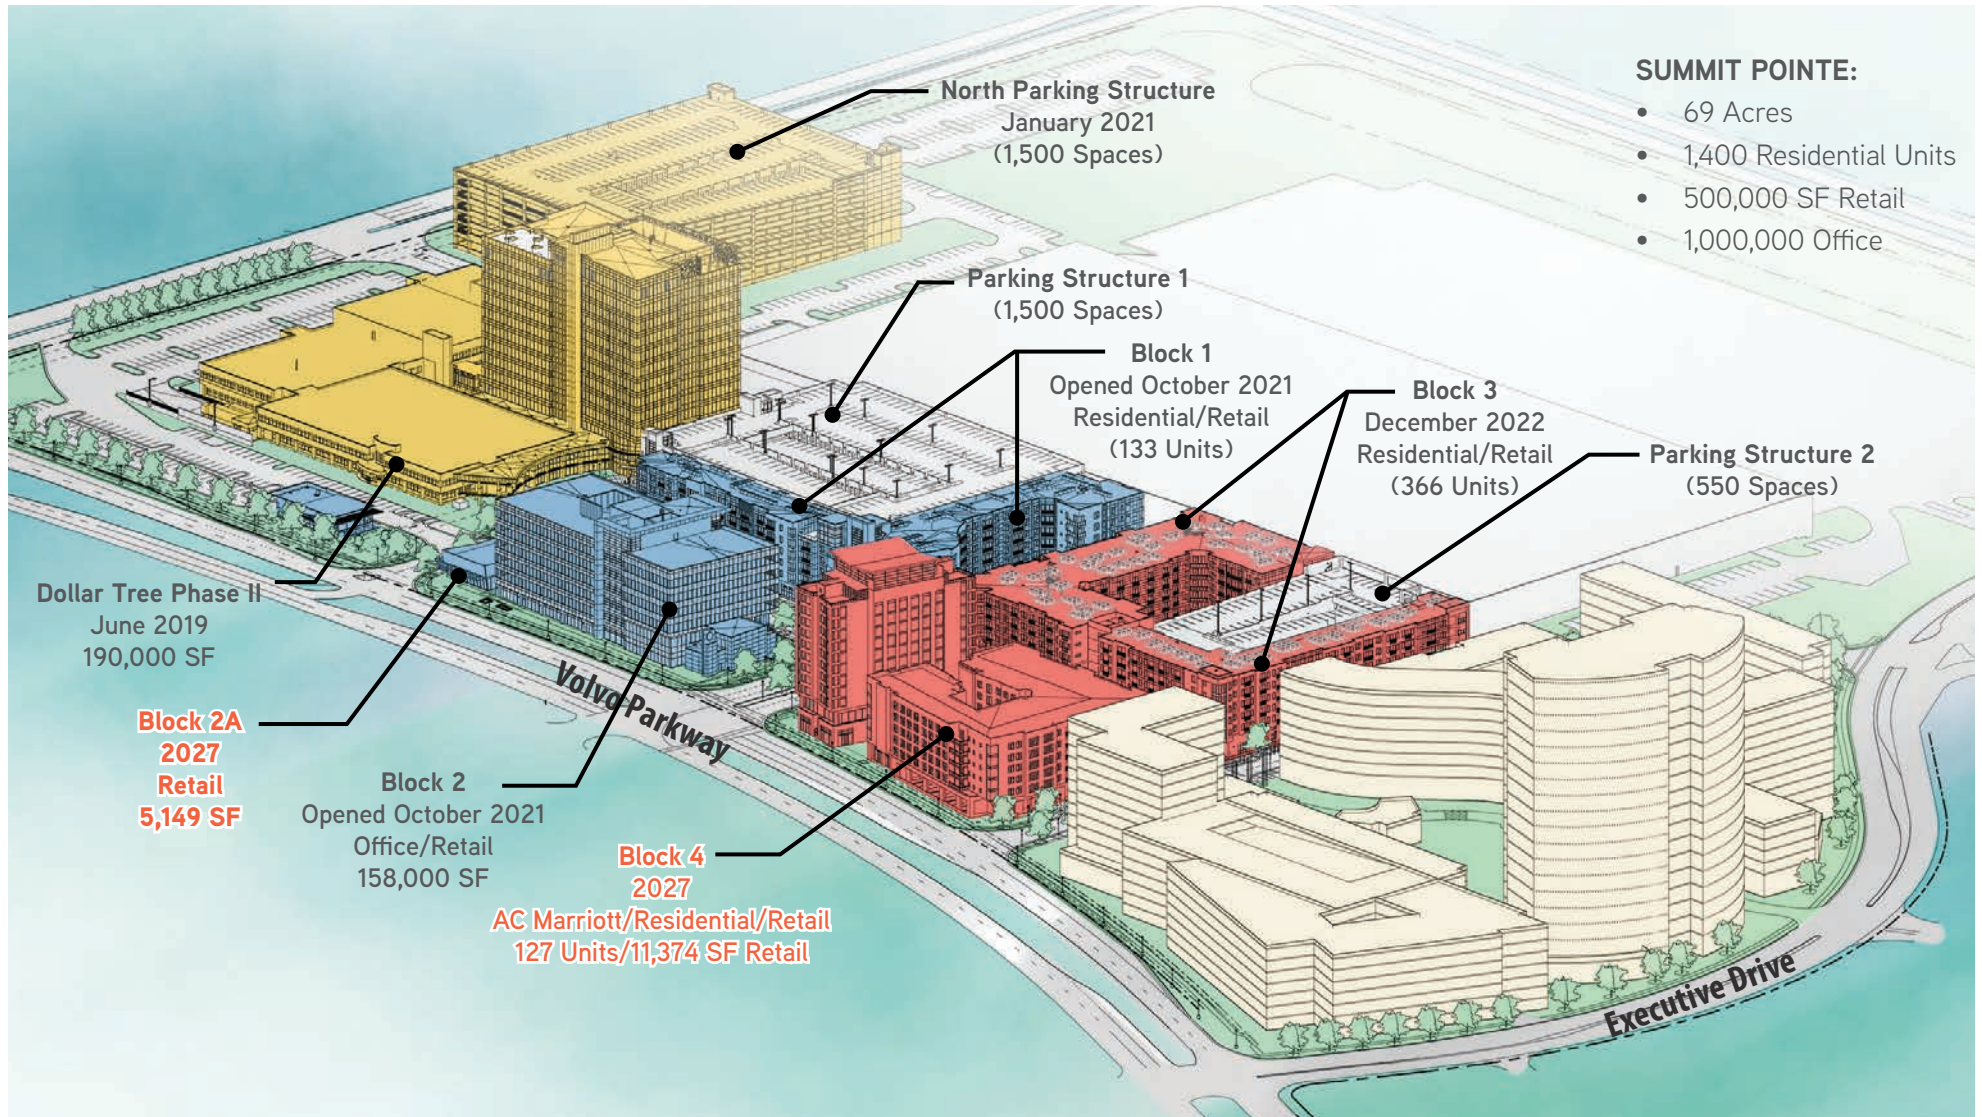 North Parking Structure
January 2021
(1,500 Spaces)
SUMMIT POINTE:
• 69 Acres
• 1,400 Residential Units
• 500,000 SF Retail
• 1,000,000 Office
Parking Structure 1
(1,500 Spaces)
Block 1
Opened October 2021
Residential/Retail
(133 Units)
Block 3
December 2022
Residential/Retail
(366 Units)
Parking Structure 2
(550 Spaces)
Dollar Tree Phase II
June 2019
190,000 SF
Block 2A
2027
Retail
5,149 SF
Block 2
Opened October 2021
Office/Retail
158,000 SF
Block 4
2027
AC Marriott/Residential/Retail
127 Units/11,374 SF Retail
Volvo Parkway
Executive Drive